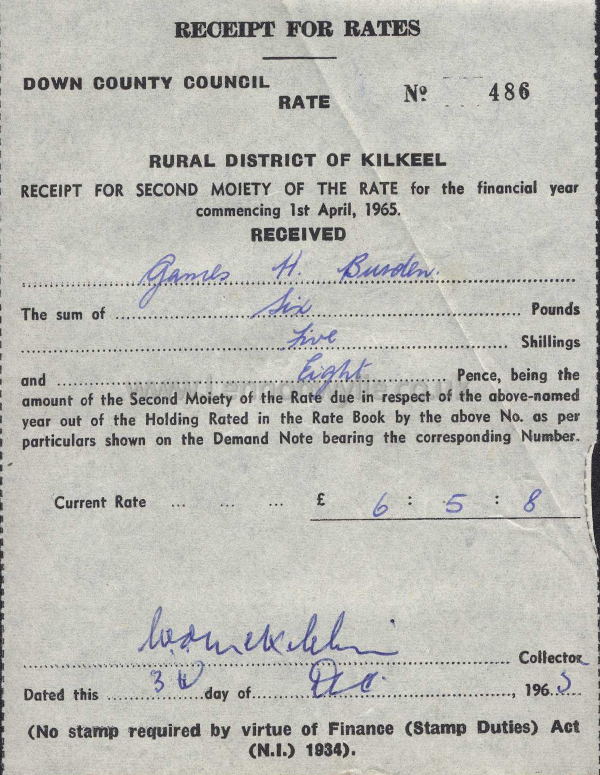 RECEIPT FOR RATES
DOWN COUNTY COUNCIL
RATE
Nº 486
RURAL DISTRICT OF KILKEEL
RECEIPT FOR SECOND MOIETY OF THE RATE for the financial year
commencing 1st April, 1965.
RECEIVED
James H. Burden.
The sum of Six Pounds
Five Shillings
and Eight Pence, being the
amount of the Second Moiety of the Rate due in respect of the above-named
year out of the Holding Rated in the Rate Book by the above No. as per
particulars shown on the Demand Note bearing the corresponding Number.
Current Rate ... ... ... £ 6 : 5 : 8
Collector
Dated this day of Dec. , 1965
(No stamp required by virtue of Finance (Stamp Duties) Act
(N.I.) 1934).